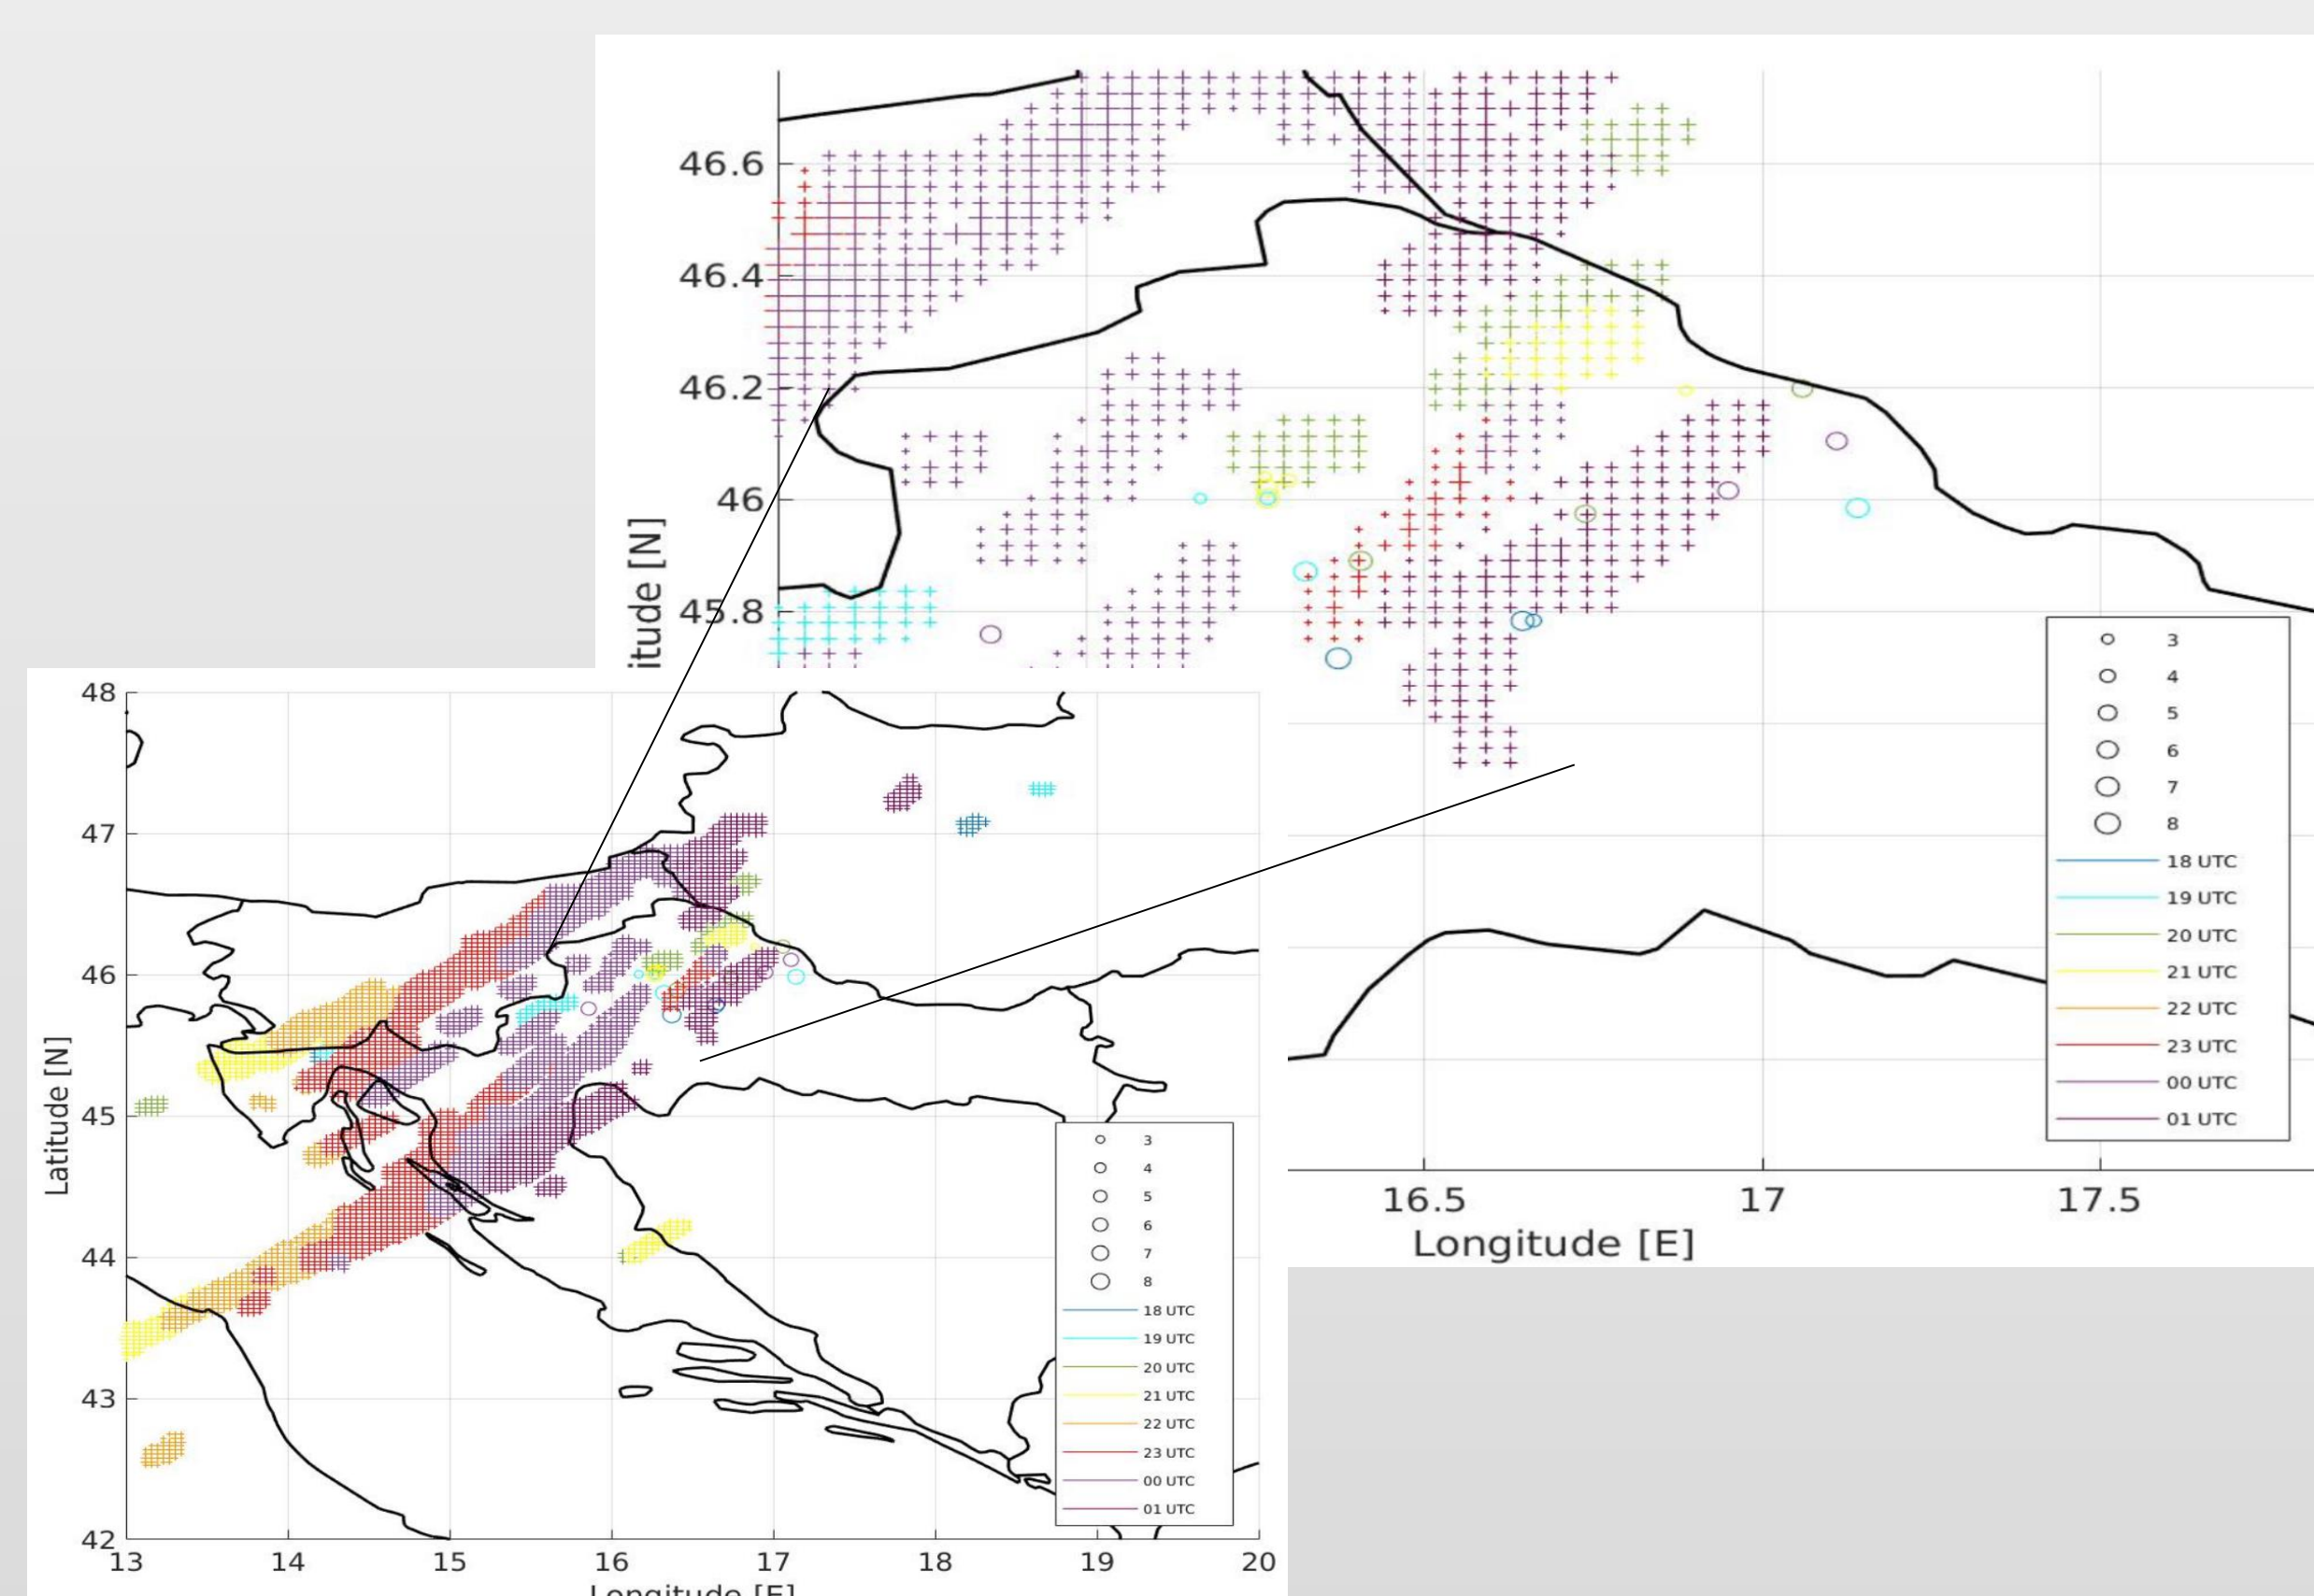 46.6
46.4
46.2
46
45.8
itude [N]
3
4
5
6
7
8
18 UTC
19 UTC
20 UTC
21 UTC
22 UTC
23 UTC
00 UTC
01 UTC
16.5
17
17.5
Longitude [E]
48
47
46
45
44
43
42
Latitude [N]
3
4
5
6
7
8
18 UTC
19 UTC
20 UTC
21 UTC
22 UTC
23 UTC
00 UTC
01 UTC
13
14
15
16
17
18
19
20
Longitude [E]